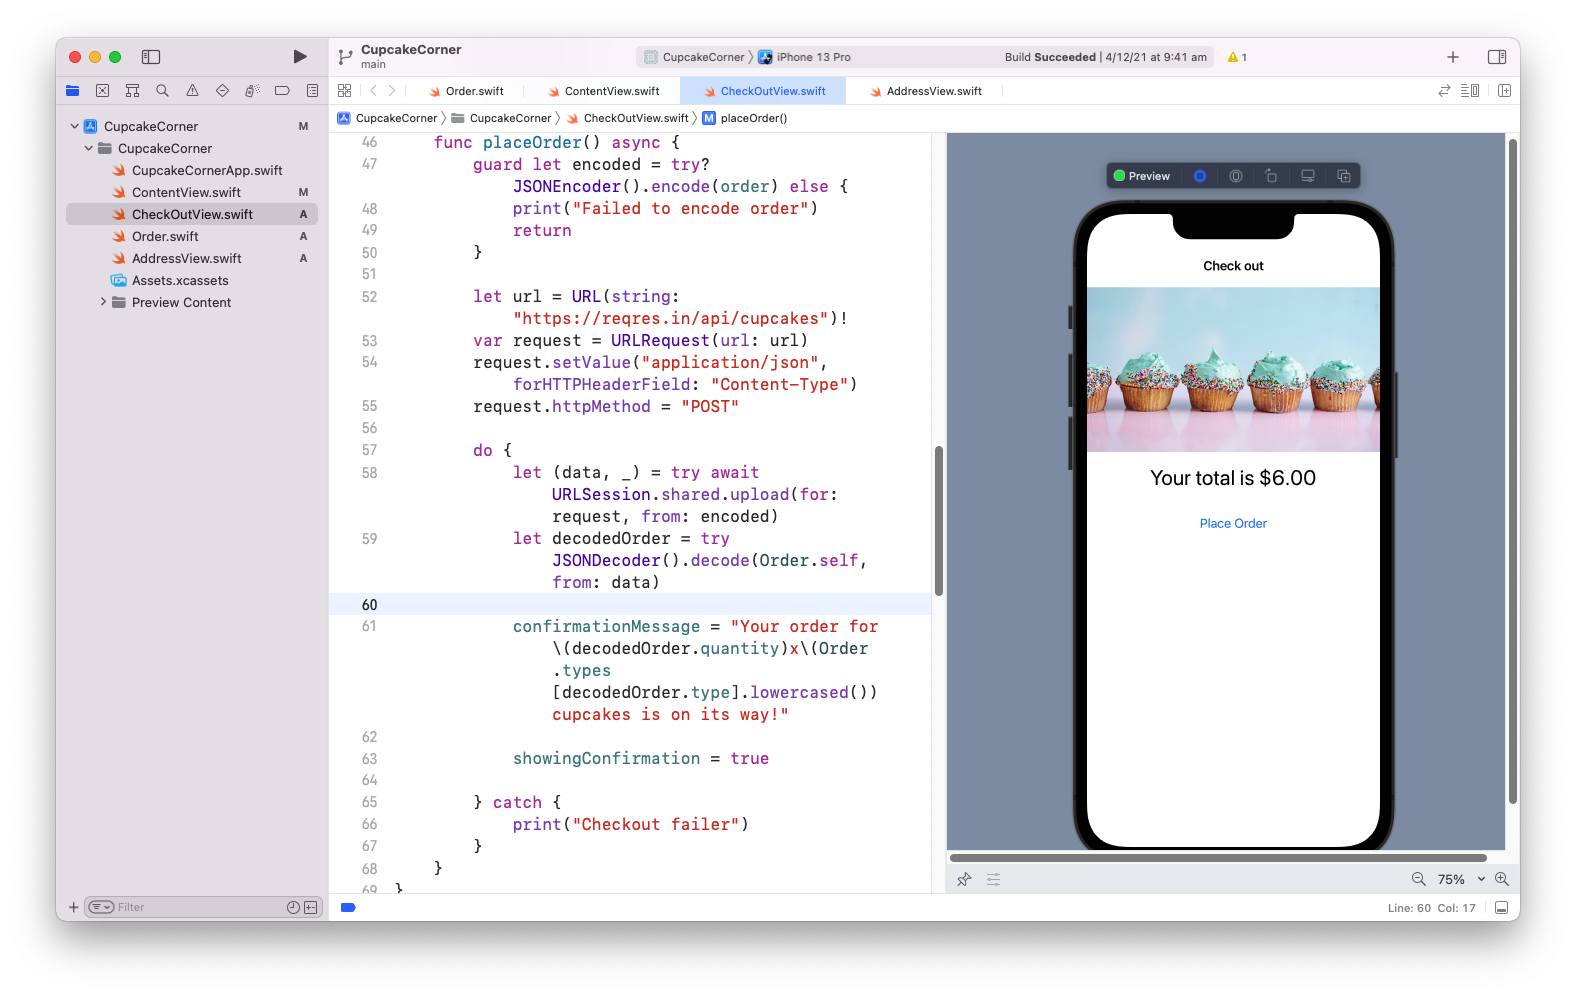 CupcakeCorner
main
CupcakeCorner
iPhone 13 Pro
Build Succeeded | 4/12/21 at 9:41 am
1
Order.swift
ContentView.swift
CheckOutView.swift
AddressView.swift
CupcakeCorner
CupcakeCorner
CheckOutView.swift
M
placeOrder()
CupcakeCorner M
CupcakeCorner
CupcakeCornerApp.swift
ContentView.swift M
CheckOutView.swift A
Order.swift A
AddressView.swift A
Assets.xcassets
Preview Content
Filter
46 func placeOrder() async {
47 guard let encoded = try?
JSONEncoder().encode(order) else {
48 print("Failed to encode order")
49 return
50 }
51
52 let url = URL(string:
"https://reqres.in/api/cupcakes")!
53 var request = URLRequest(url: url)
54 request.setValue("application/json",
forHTTPHeaderField: "Content-Type")
55 request.httpMethod = "POST"
56
57 do {
58 let (data, _) = try await
URLSession.shared.upload(for:
request, from: encoded)
59 let decodedOrder = try
JSONDecoder().decode(Order.self,
from: data)
60
61 confirmationMessage = "Your order for
\(decodedOrder.quantity)x\(Order
.types
[decodedOrder.type].lowercased())
cupcakes is on its way!"
62
63 showingConfirmation = true
64
65 } catch {
66 print("Checkout failer")
67 }
68 }
69 }
Preview
Check out
Your total is $6.00
Place Order
75%
Line: 60 Col: 17